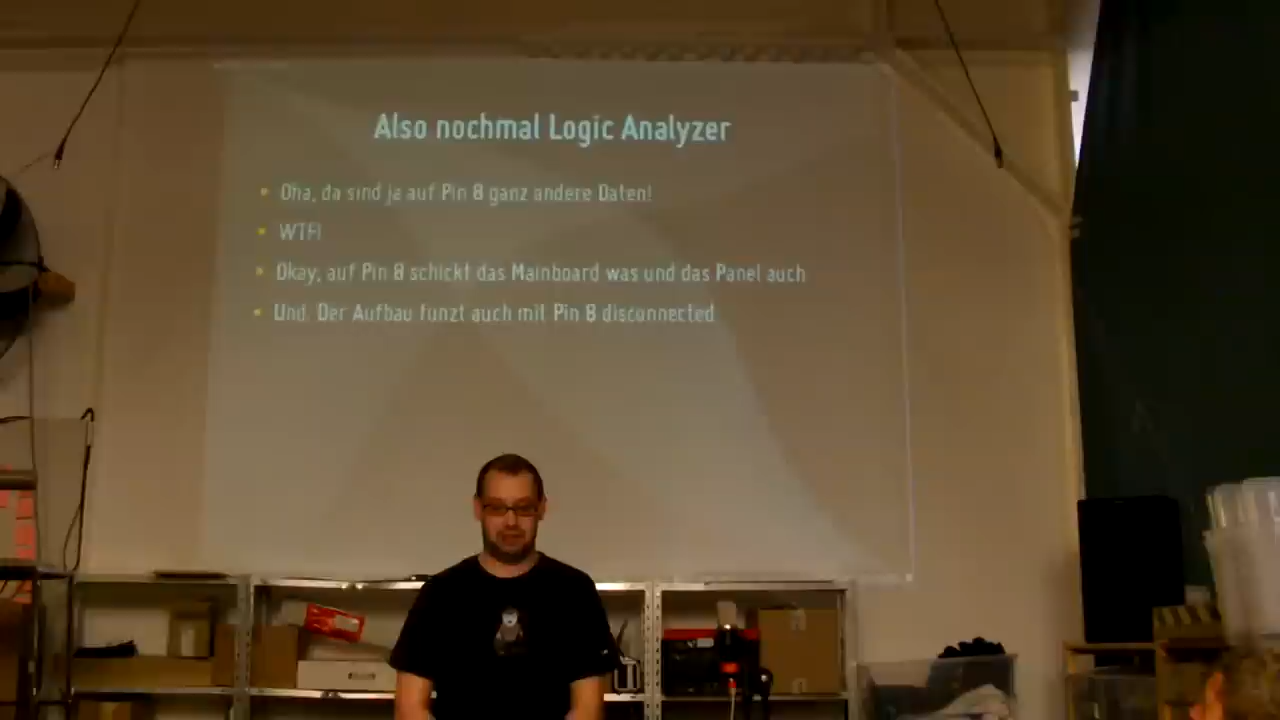 Also nochmal Logic Analyzer
Oha, da sind ja auf Pin 8 ganz andere Daten!
WTF!
Okay, auf Pin 8 schickt das Mainboard was und das Panel auch
Und: Der Aufbau funzt auch mit Pin 8 disconnected